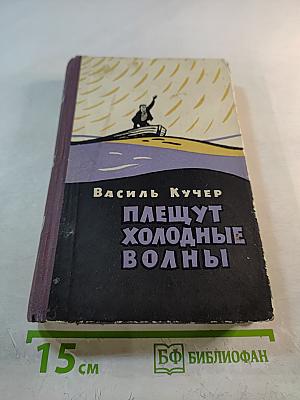 Василь Кучер
ПЛЕЩУТ
ХОЛОДНЫЕ
ВОЛНЫ
15 см
БФ БИБЛИОФАН